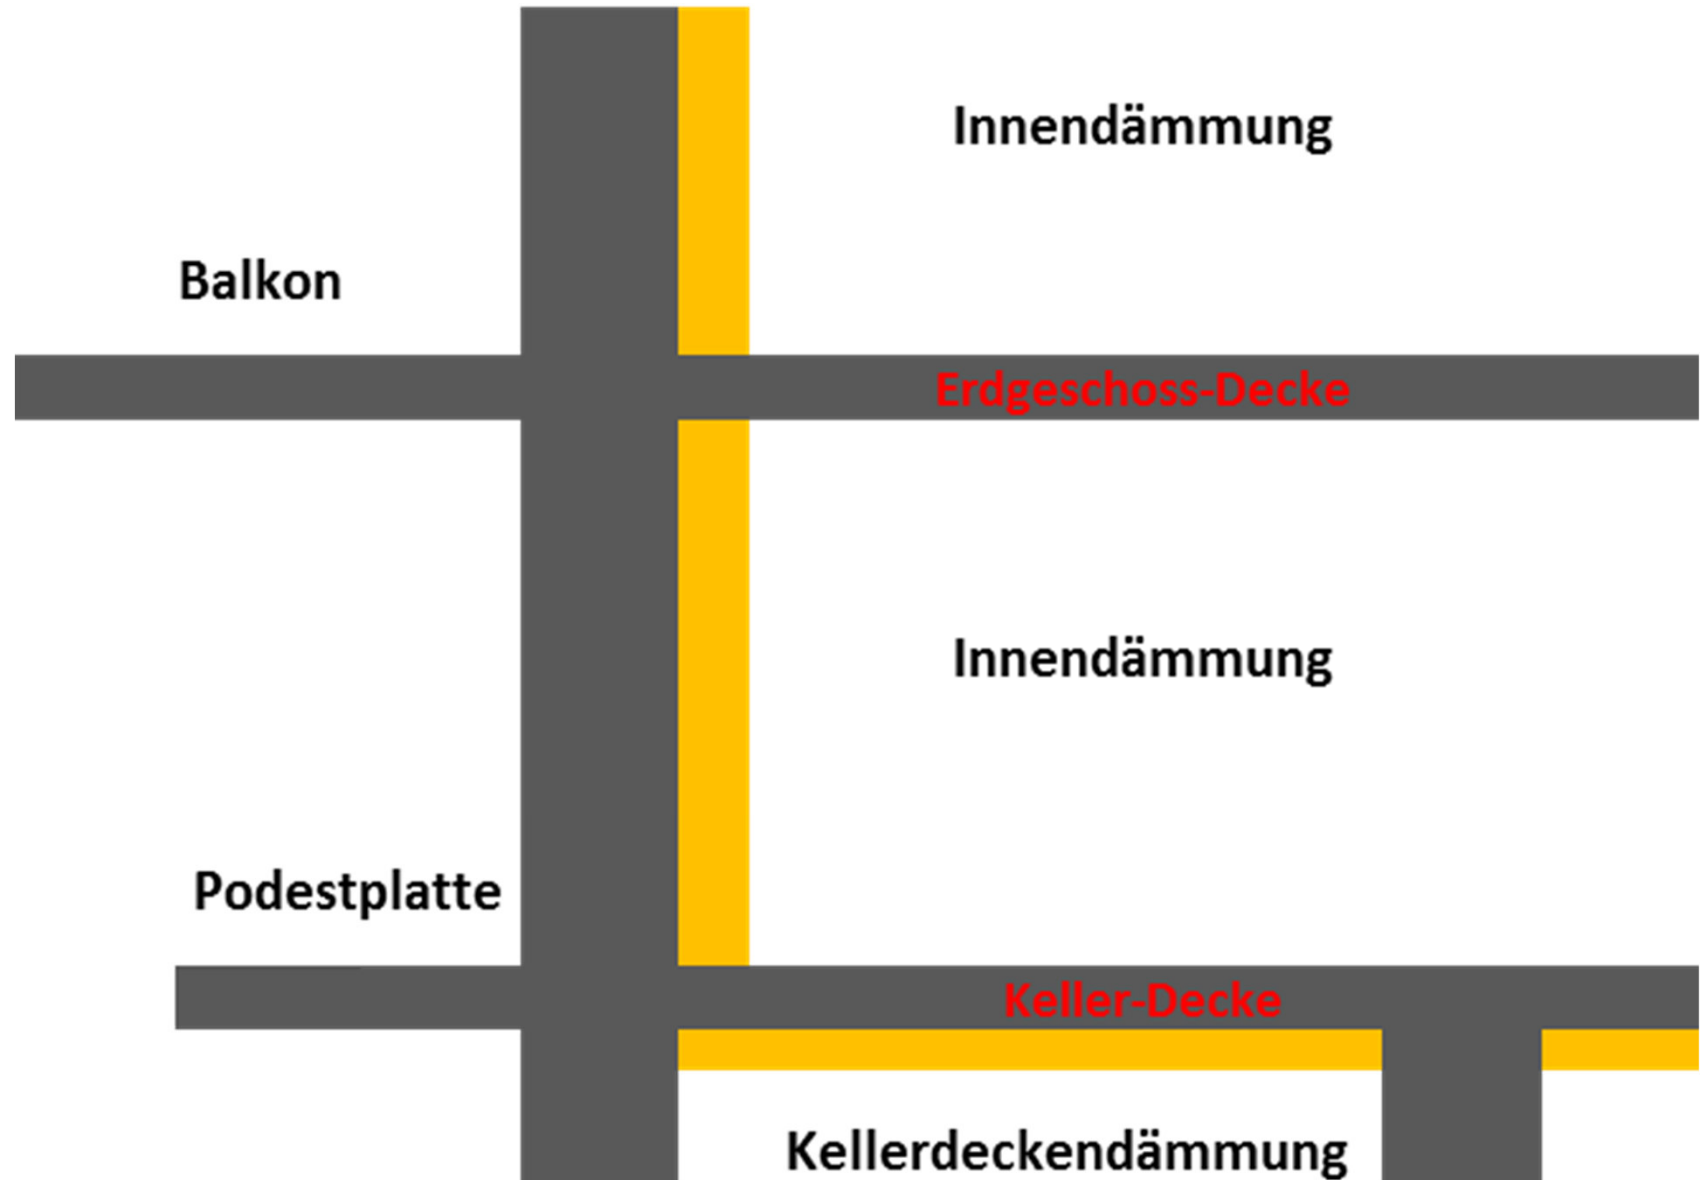 Innendämmung
Balkon
Erdgeschoss-Decke
Innendämmung
Podestplatte
Keller-Decke
Kellerdeckendämmung